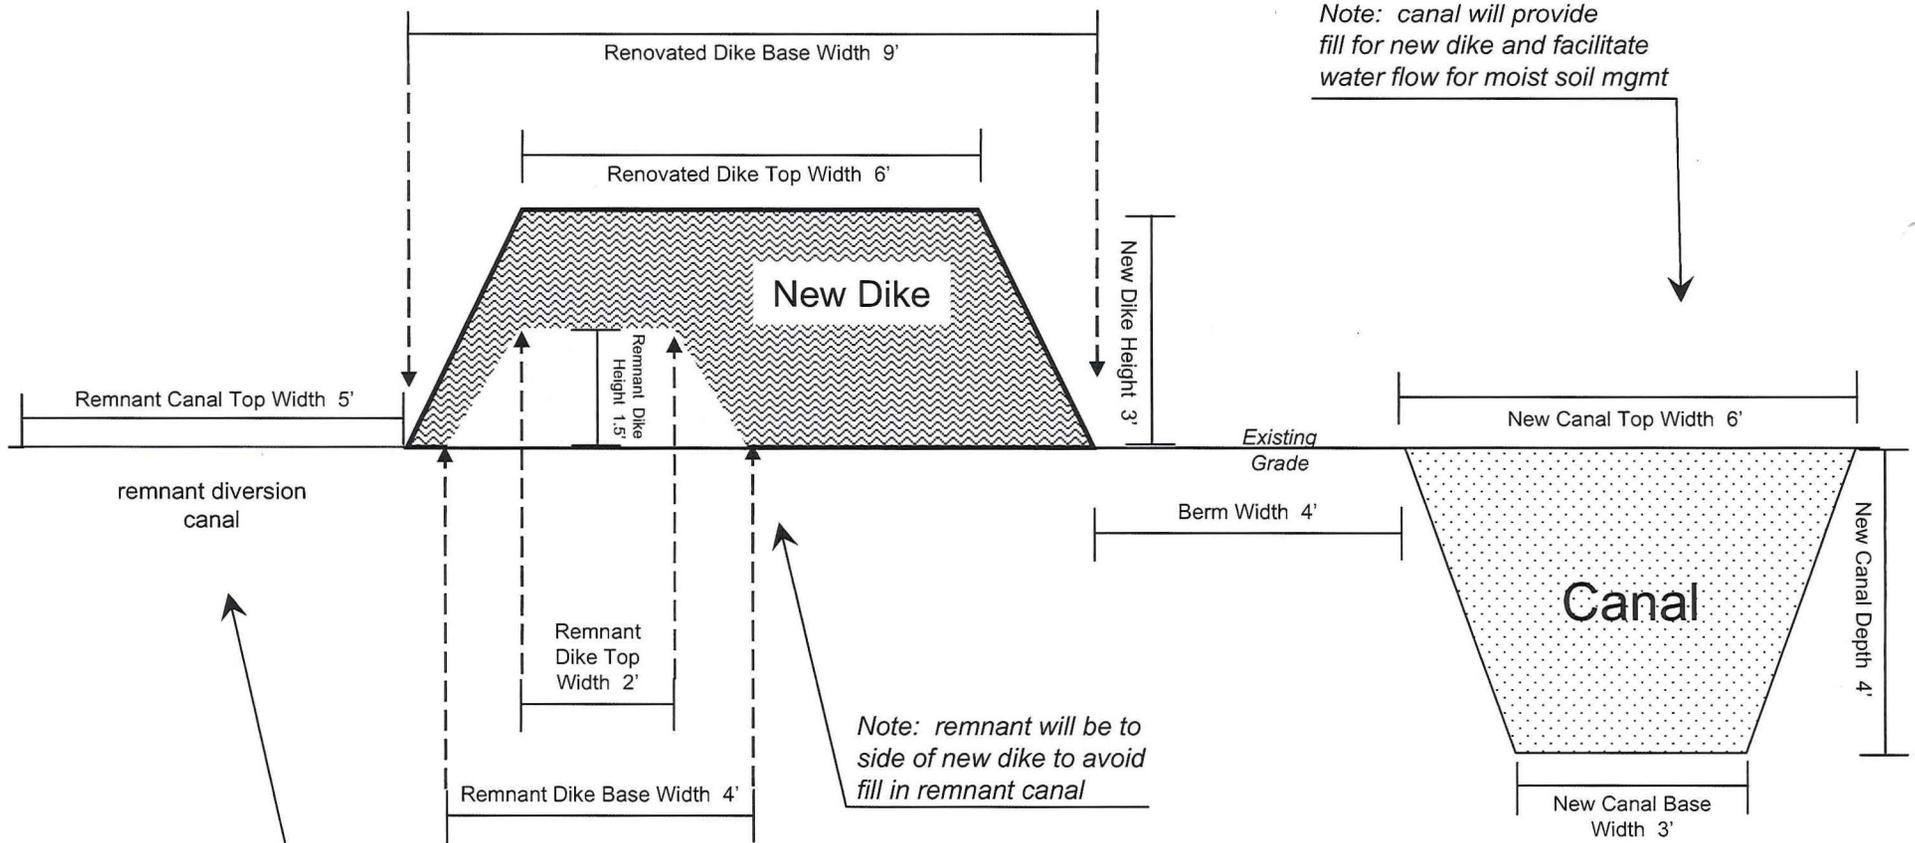 Note: canal will provide
fill for new dike and facilitate
water flow for moist soil mgmt
Renovated Dike Base Width 9'
Renovated Dike Top Width 6'
New Dike
New Dike Height 3'
Remnant Dike
Height 1.5'
Remnant Canal Top Width 5'
New Canal Top Width 6'
Existing
Grade
remnant diversion
canal
Berm Width 4'
Canal
New Canal Depth 4'
Remnant
Dike Top
Width 2'
Note: remnant will be to
side of new dike to avoid
fill in remnant canal
Remnant Dike Base Width 4'
New Canal Base
Width 3'